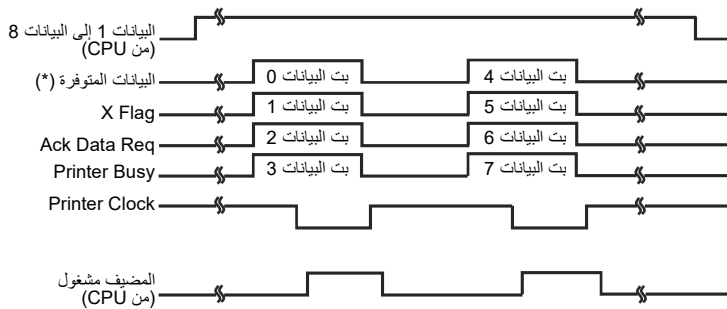 البيانات 1 إلى البيانات 8
(من CPU)
البيانات المتوفرة (*)
بت البيانات 0
بت البيانات 4
X Flag
بت البيانات 1
بت البيانات 5
Ack Data Req
بت البيانات 2
بت البيانات 6
Printer Busy
بت البيانات 3
بت البيانات 7
Printer Clock
المضيف مشغول
(من CPU)